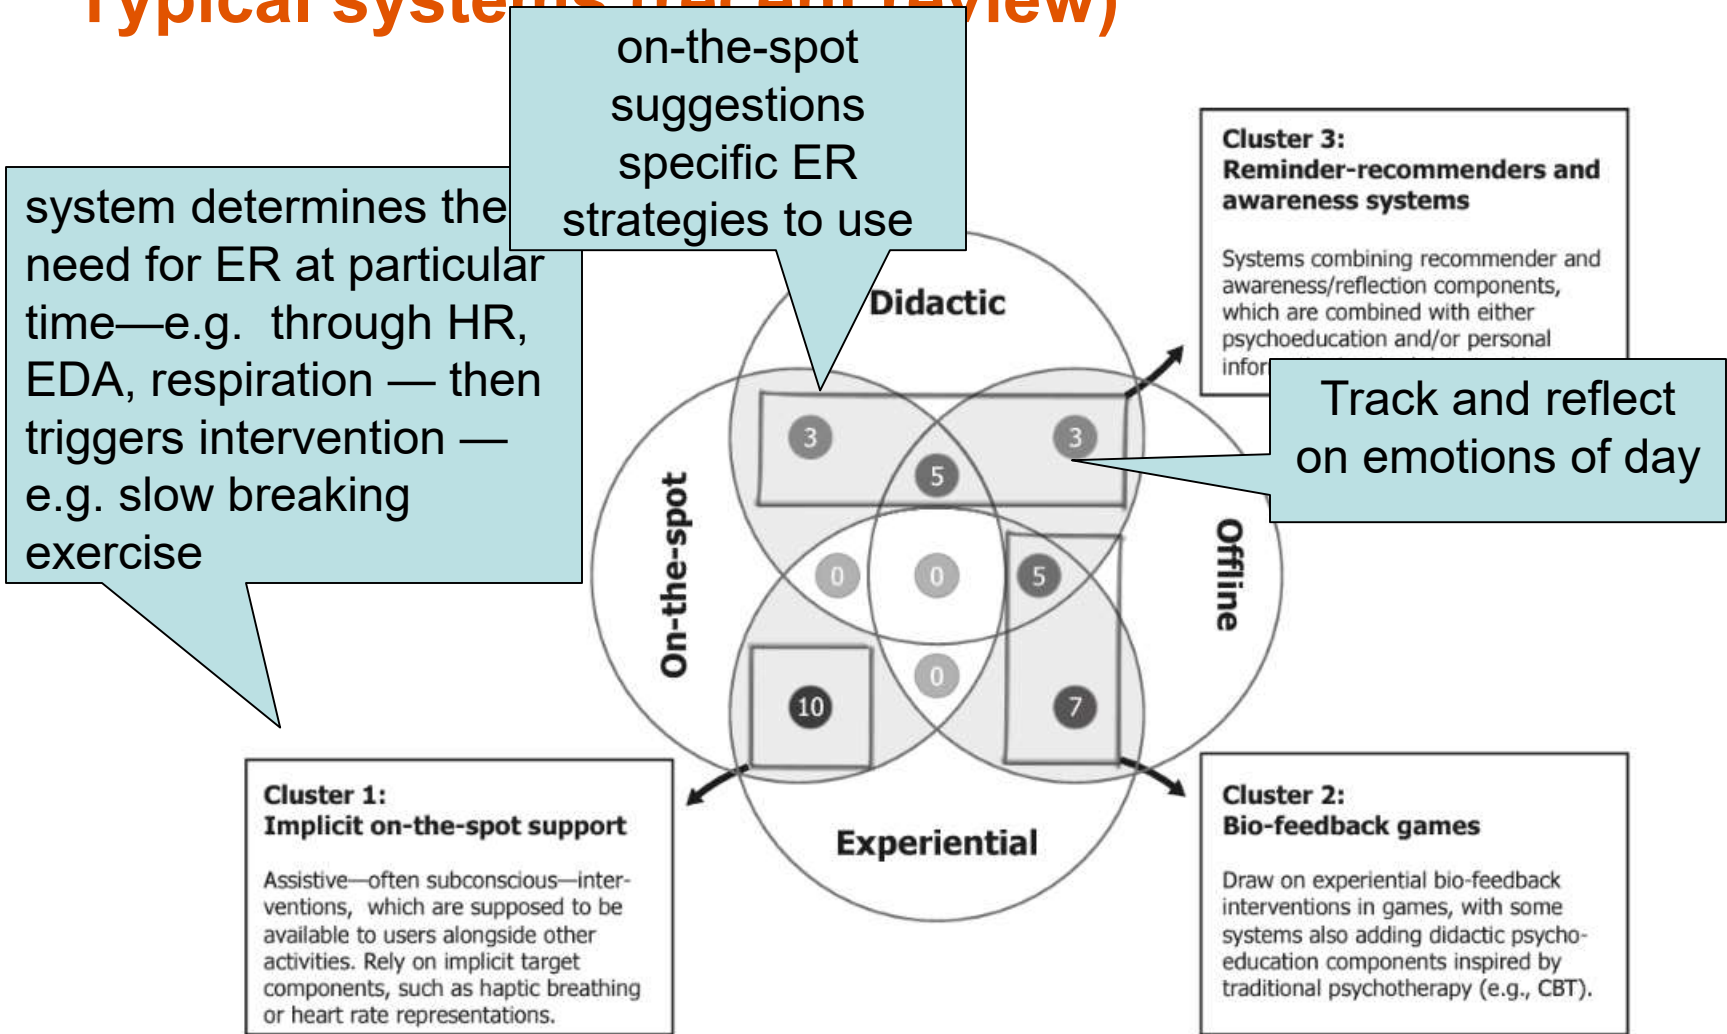 Typical systems (recent review)
on-the-spot
suggestions
specific ER
strategies to use
system determines the
need for ER at particular
time—e.g. through HR,
EDA, respiration — then
triggers intervention —
e.g. slow breaking
exercise
Cluster 3:
Reminder-recommenders and
awareness systems
Systems combining recommender and
awareness/reflection components,
which are combined with either
psychoeducation and/or personal
Track and reflect
on emotions of day
Didactic
3
3
5
On-the-spot
Offline
0
0
5
0
10
7
Experiential
Cluster 1:
Implicit on-the-spot support
Assistive—often subconscious—inter-
ventions, which are supposed to be
available to users alongside other
activities. Rely on implicit target
components, such as haptic breathing
or heart rate representations.
Cluster 2:
Bio-feedback games
Draw on experiential bio-feedback
interventions in games, with some
systems also adding didactic psycho-
education components inspired by
traditional psychotherapy (e.g., CBT).